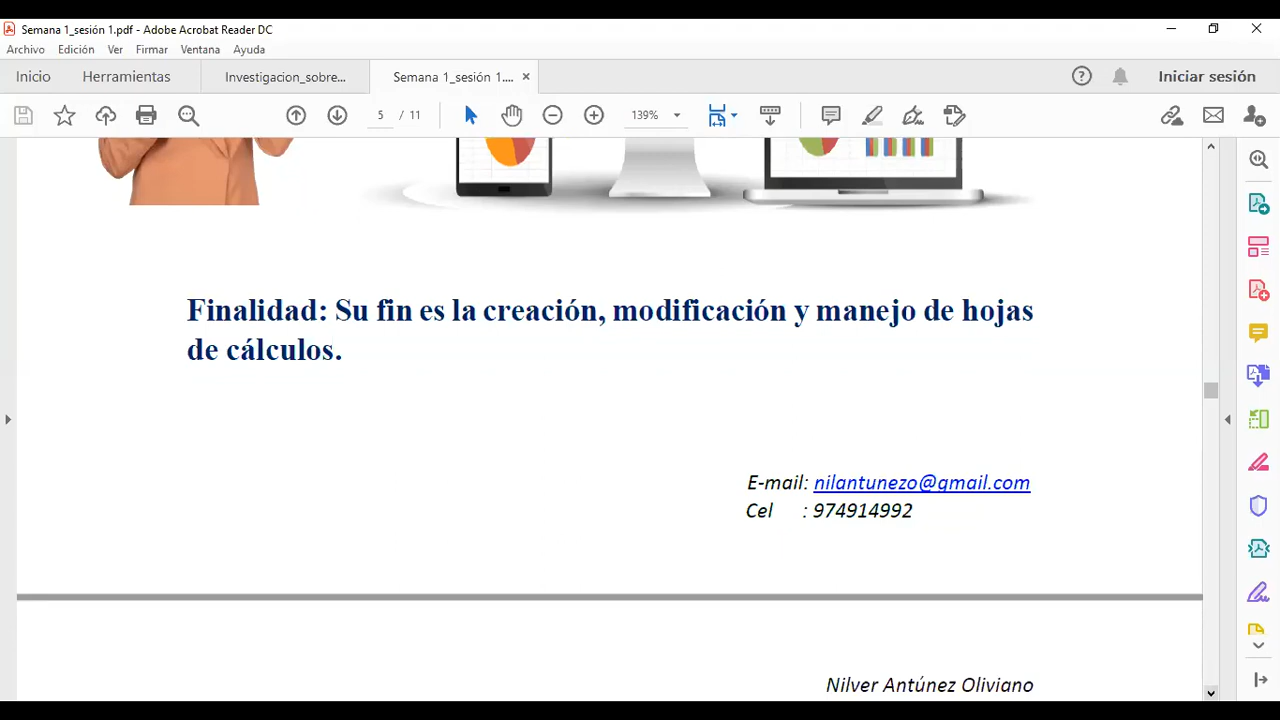 Semana 1_sesión 1.pdf - Adobe Acrobat Reader DC
Archivo Edición Ver Firmar Ventana Ayuda
Inicio Herramientas Investigacion_sobre... Semana 1_sesión 1.... ×
Iniciar sesión
5 / 11 139%
Finalidad: Su fin es la creación, modificación y manejo de hojas
de cálculos.
E-mail: nilantunezo@gmail.com
Cel : 974914992
Nilver Antúnez Oliviano